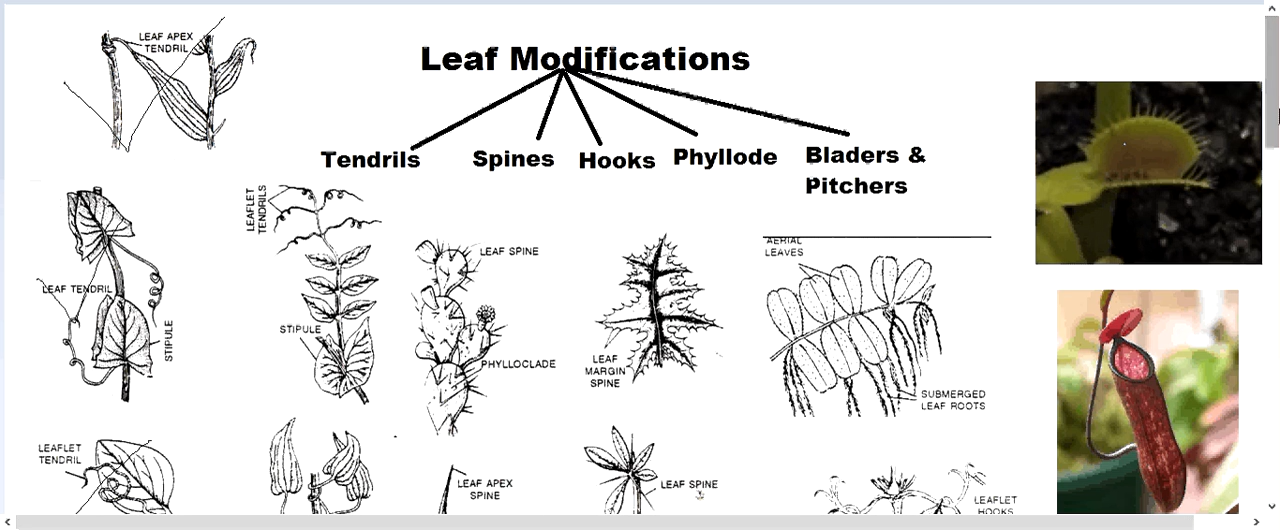 LEAF APEX
TENDRIL
Leaf Modifications
Tendrils
Spines
Hooks
Phyllode
Bladers &
Pitchers
LEAFLET
TENDRILS
LEAF SPINE
AERIAL
LEAVES
LEAF TENDRIL
STIPULE
STIPULE
PHYLLOCLADE
LEAF
MARGIN
SPINE
SUBMERGED
LEAF ROOTS
LEAFLET
TENDRIL
LEAF APEX
SPINE
LEAF SPINE
LEAFLET
HOOKS